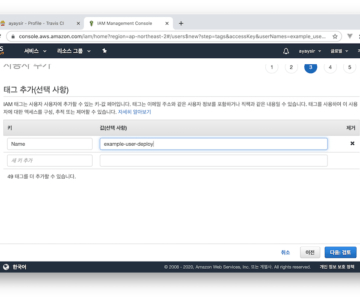 ayaysir - Profile - Travis CI
IAM Management Console
console.aws.amazon.com/iam/home?region=ap-northeast-2#/users$new?step=tags&accessKey&userNames=example_use...
서비스
리소스 그룹
ayaysir
글로벌
사용자 추가
1 2 3 4 5
태그 추가(선택 사항)
IAM 태그는 사용자 사용자에 추가할 수 있는 키-값 페어입니다. 태그는 이메일 주소와 같은 사용자 정보를 포함하거나 직책과 같은 내용일 수 있습니다. 태그를 사용하여 이 사용
자에 대한 액세스를 구성, 추적 또는 제어할 수 있습니다. 자세히 알아보기
키 값(선택 사항) 제거
Name example-user-deploy
새 키 추가
49 태그를 더 추가할 수 있습니다.
취소 이전 다음: 검토
한국어
© 2008 - 2020, Amazon Web Services, Inc. 또는 계열사. All rights reserved. 개인 정보 보호 정책